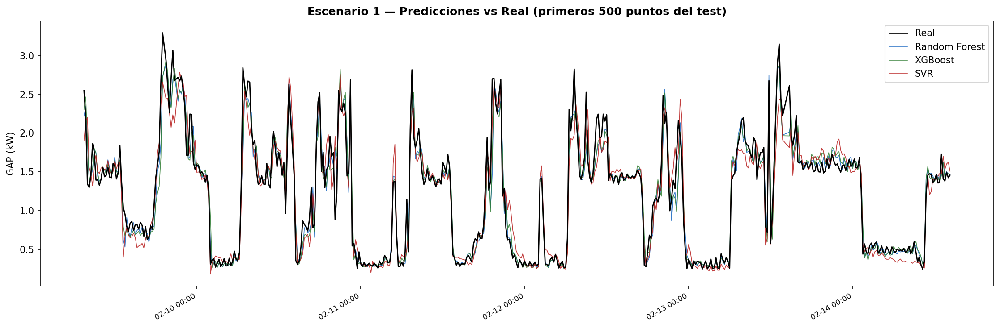 Escenario 1 — Predicciones vs Real (primeros 500 puntos del test)
Real
Random Forest
XGBoost
SVR
GAP (kW)
3.0
2.5
2.0
1.5
1.0
0.5
02-10 00:00
02-11 00:00
02-12 00:00
02-13 00:00
02-14 00:00